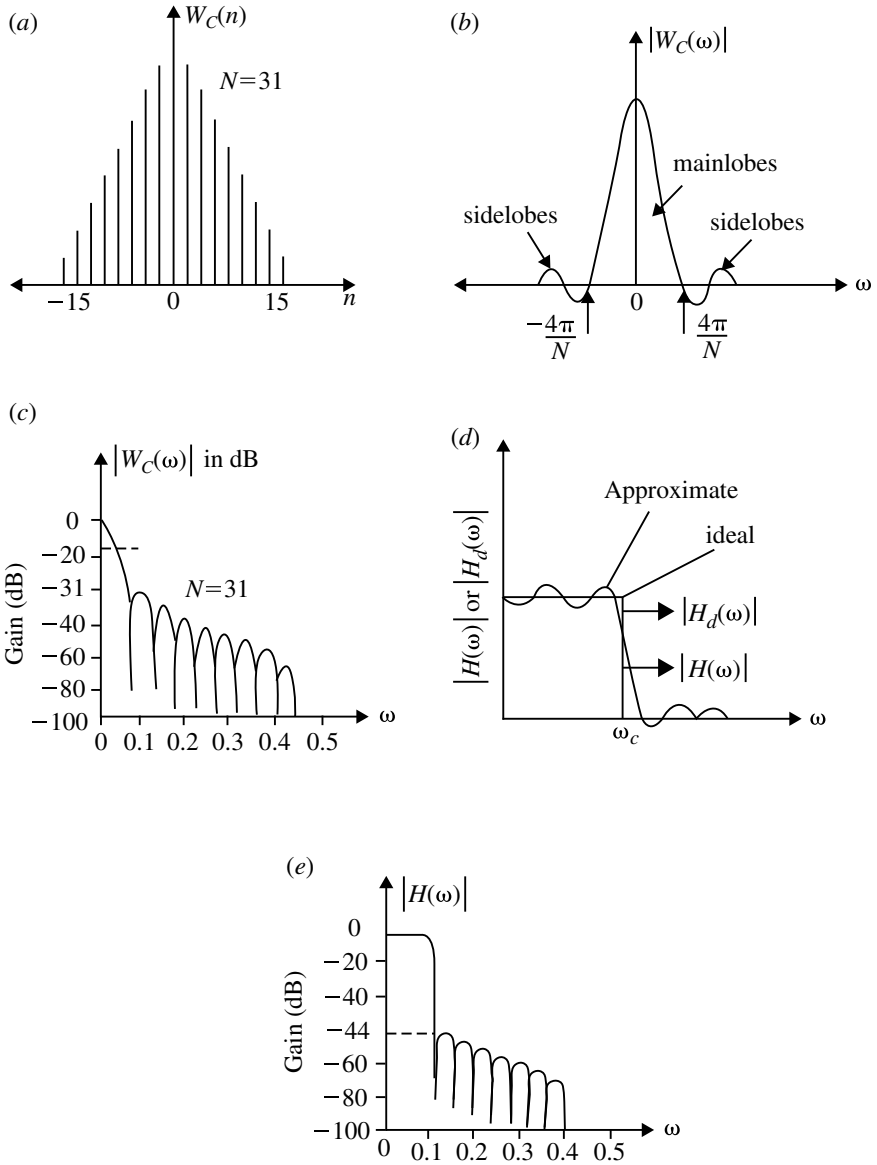 (a)
W_C(n)
N=31
−15
0
15
n
(b)
|W_C(ω)|
mainlobes
sidelobes
sidelobes
0
ω
−4π/N
4π/N
(c)
|W_C(ω)| in dB
Gain (dB)
0
−20
−31
−40
−60
−80
−100
N=31
ω
0 0.1 0.2 0.3 0.4 0.5
(d)
|H(ω)| or |H_d(ω)|
Approximate
ideal
|H_d(ω)|
|H(ω)|
ω_c
ω
(e)
|H(ω)|
Gain (dB)
0
−20
−40
−44
−60
−80
−100
ω
0 0.1 0.2 0.3 0.4 0.5